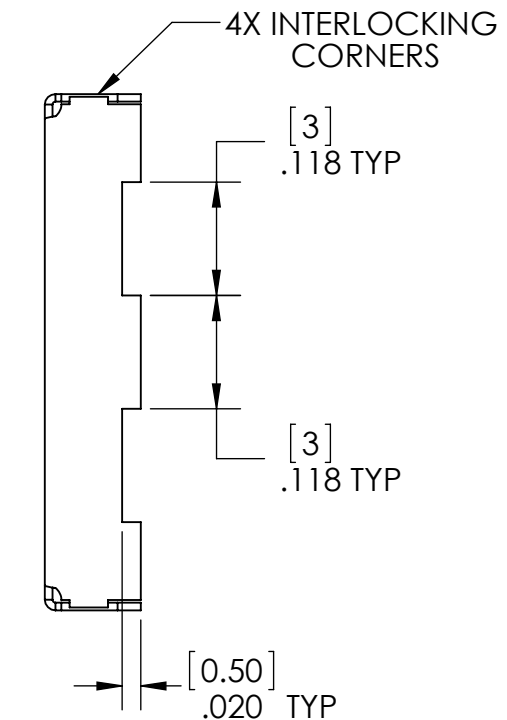 4X INTERLOCKING
CORNERS
[3]
.118 TYP
[3]
.118 TYP
[0.50]
.020 TYP